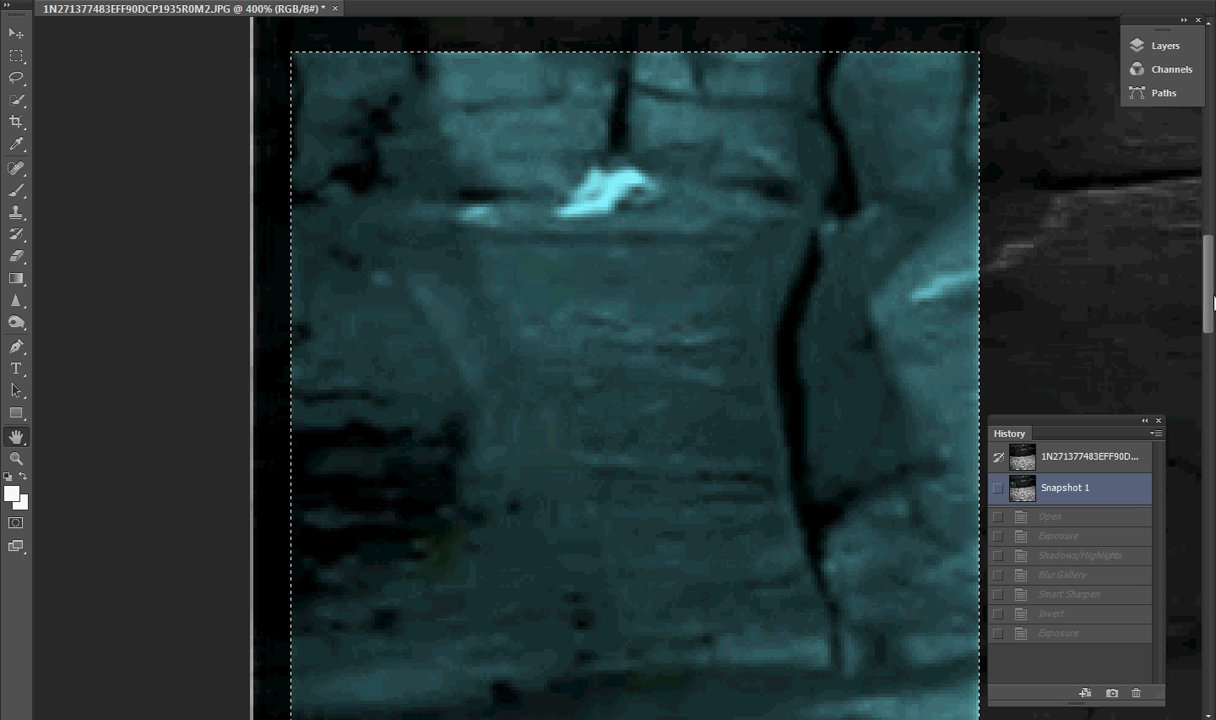 1N271377483EFF90DCP1935R0M2.JPG @ 400% (RGB/8#) * ×
Layers
Channels
Paths
History
1N271377483EFF90D...
Snapshot 1
Open
Exposure
Shadows/Highlights
Blur Gallery
Smart Sharpen
Invert
Exposure